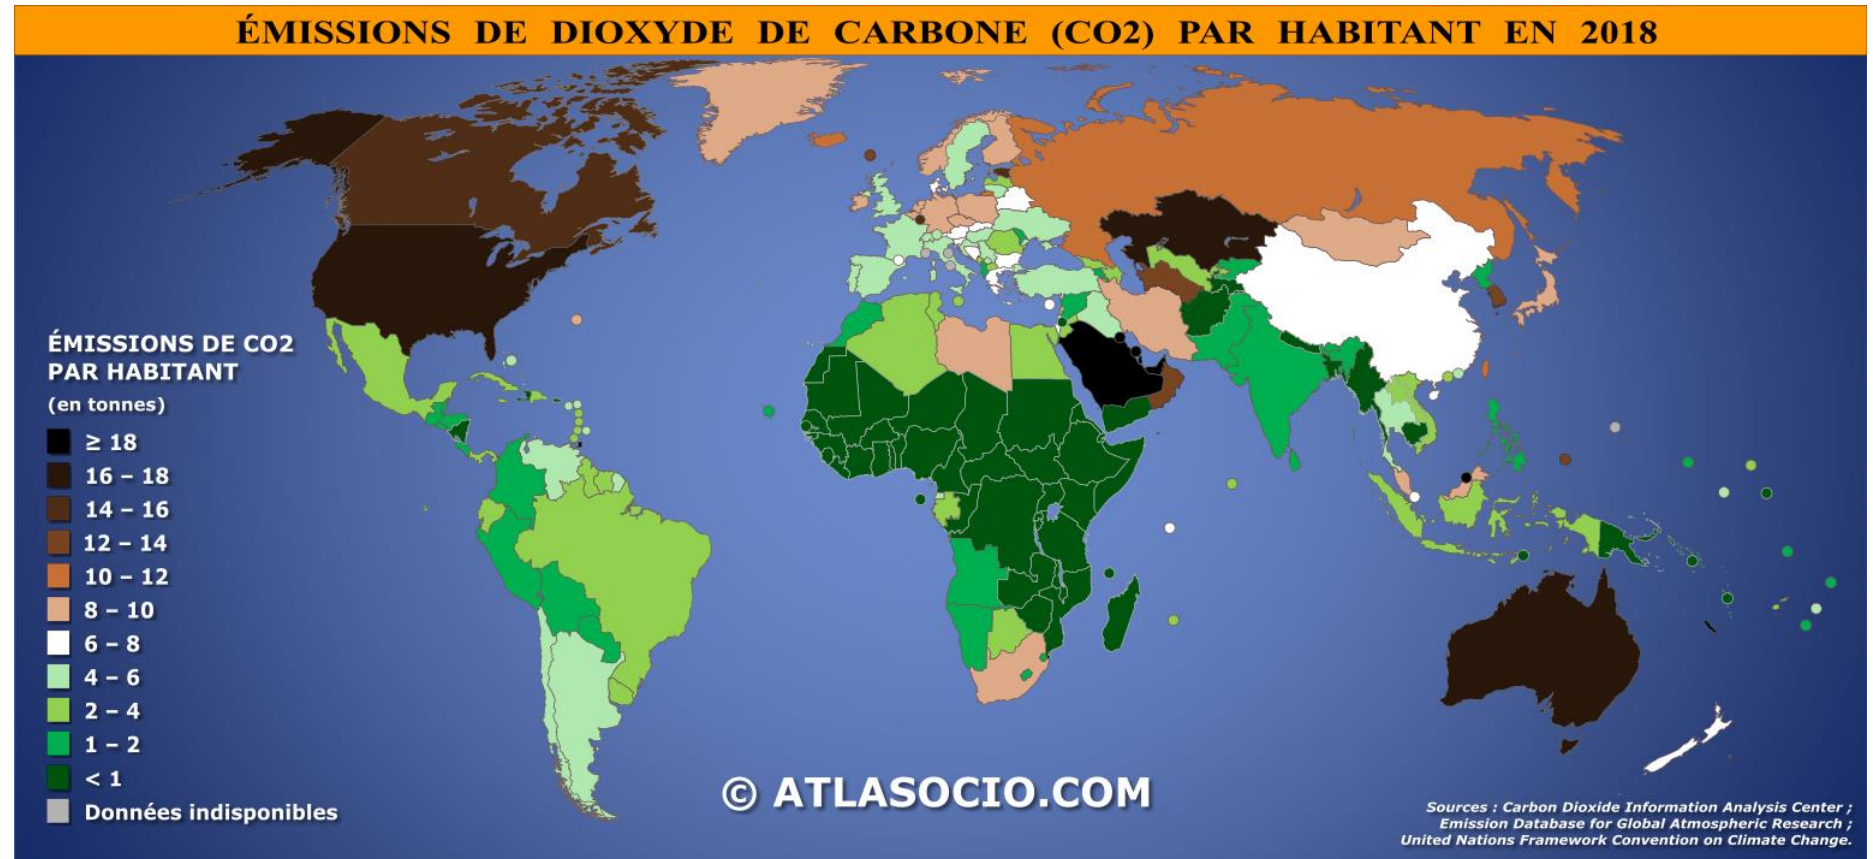 ÉMISSIONS DE DIOXYDE DE CARBONE (CO2) PAR HABITANT EN 2018
ÉMISSIONS DE CO2
PAR HABITANT
(en tonnes)
≥ 18
16 – 18
14 – 16
12 – 14
10 – 12
8 – 10
6 – 8
4 – 6
2 – 4
1 – 2
< 1
Données indisponibles
© ATLASOCIO.COM
Sources : Carbon Dioxide Information Analysis Center ;
Emission Database for Global Atmospheric Research ;
United Nations Framework Convention on Climate Change.